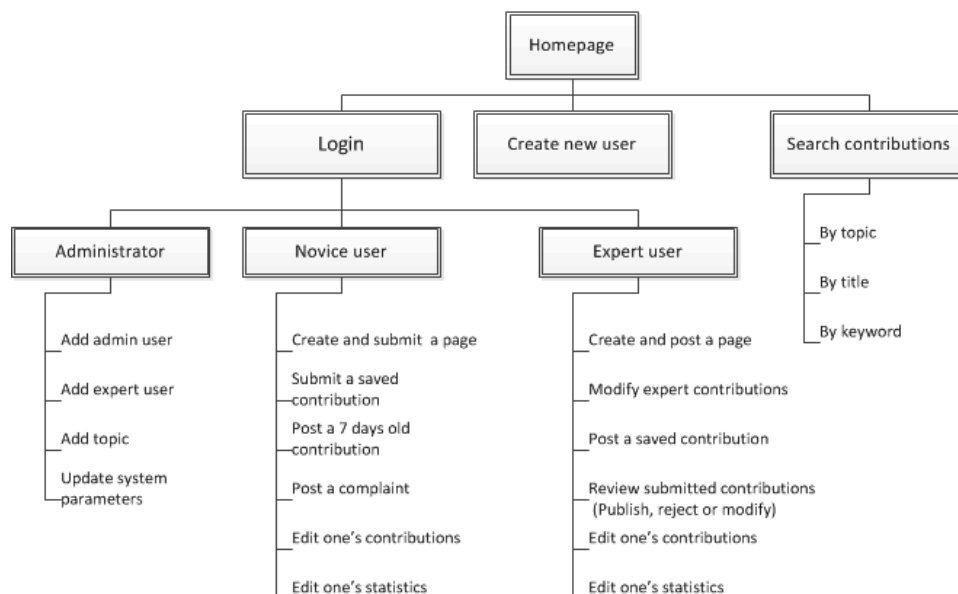 Homepage
Login
Create new user
Search contributions
Administrator
Novice user
Expert user
By topic
By title
By keyword
Add admin user
Add expert user
Add topic
Update system
parameters
Create and submit a page
Submit a saved
contribution
Post a 7 days old
contribution
Post a complaint
Edit one's contributions
Edit one's statistics
Create and post a page
Modify expert contributions
Post a saved contribution
Review submitted contributions
(Publish, reject or modify)
Edit one's contributions
Edit one's statistics